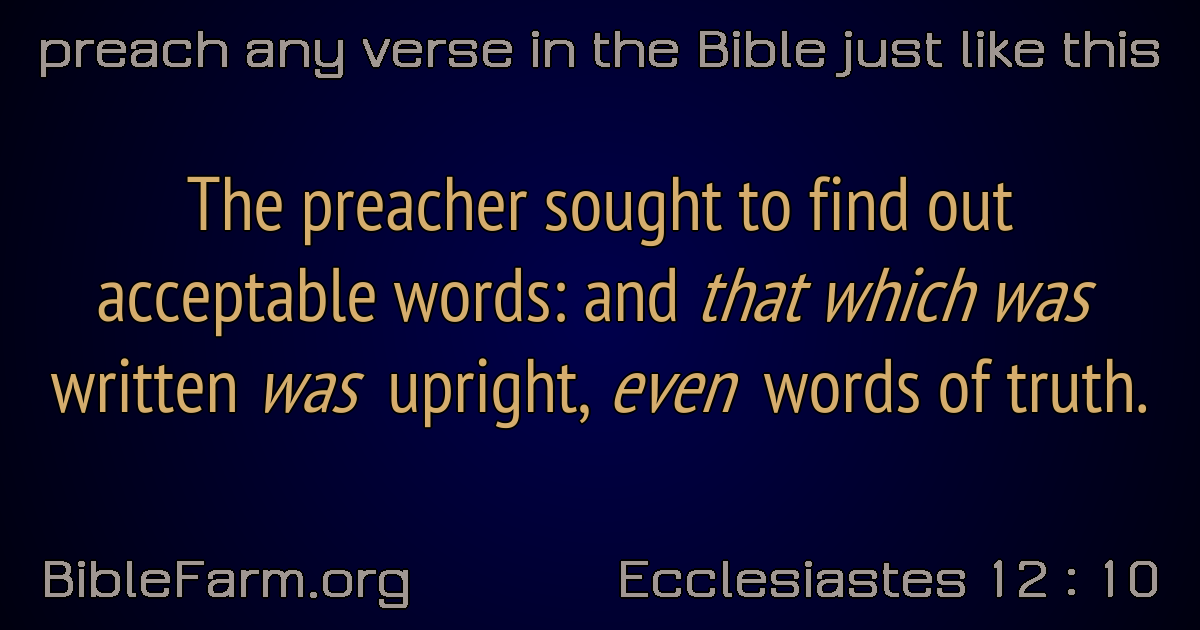 preach any verse in the Bible just like this
The preacher sought to find out
acceptable words: and that which was
written was upright, even words of truth.
BibleFarm.org
Ecclesiastes 12 : 10